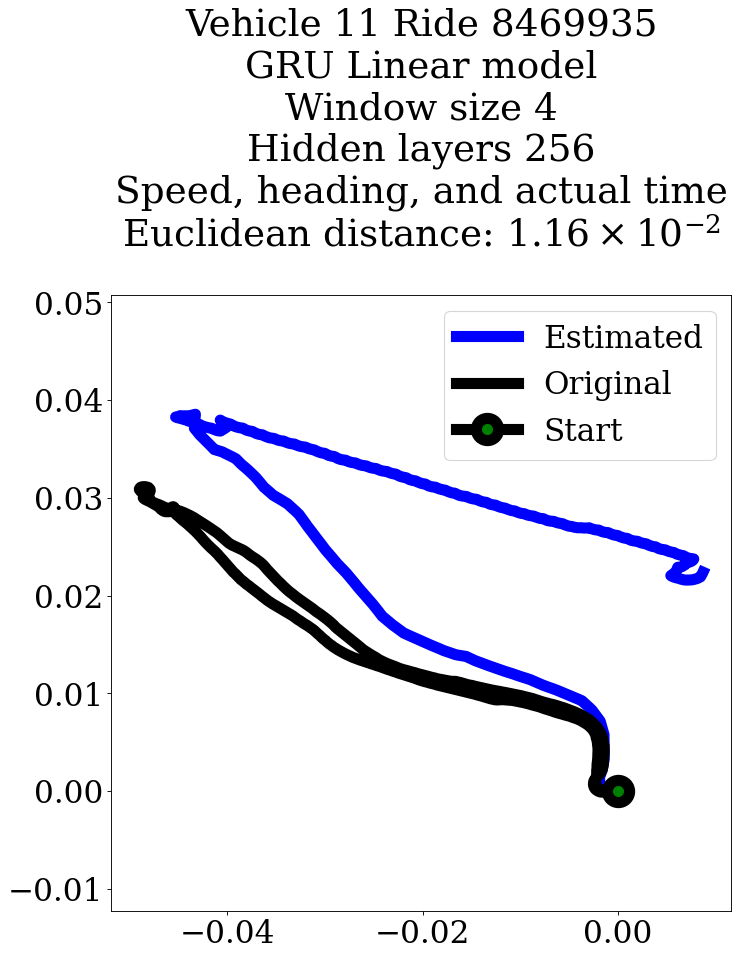 Vehicle 11 Ride 8469935
GRU Linear model
Window size 4
Hidden layers 256
Speed, heading, and actual time
Euclidean distance: 1.16 × 10⁻²
Estimated
Original
Start
0.05
0.04
0.03
0.02
0.01
0.00
−0.01
−0.04
−0.02
0.00